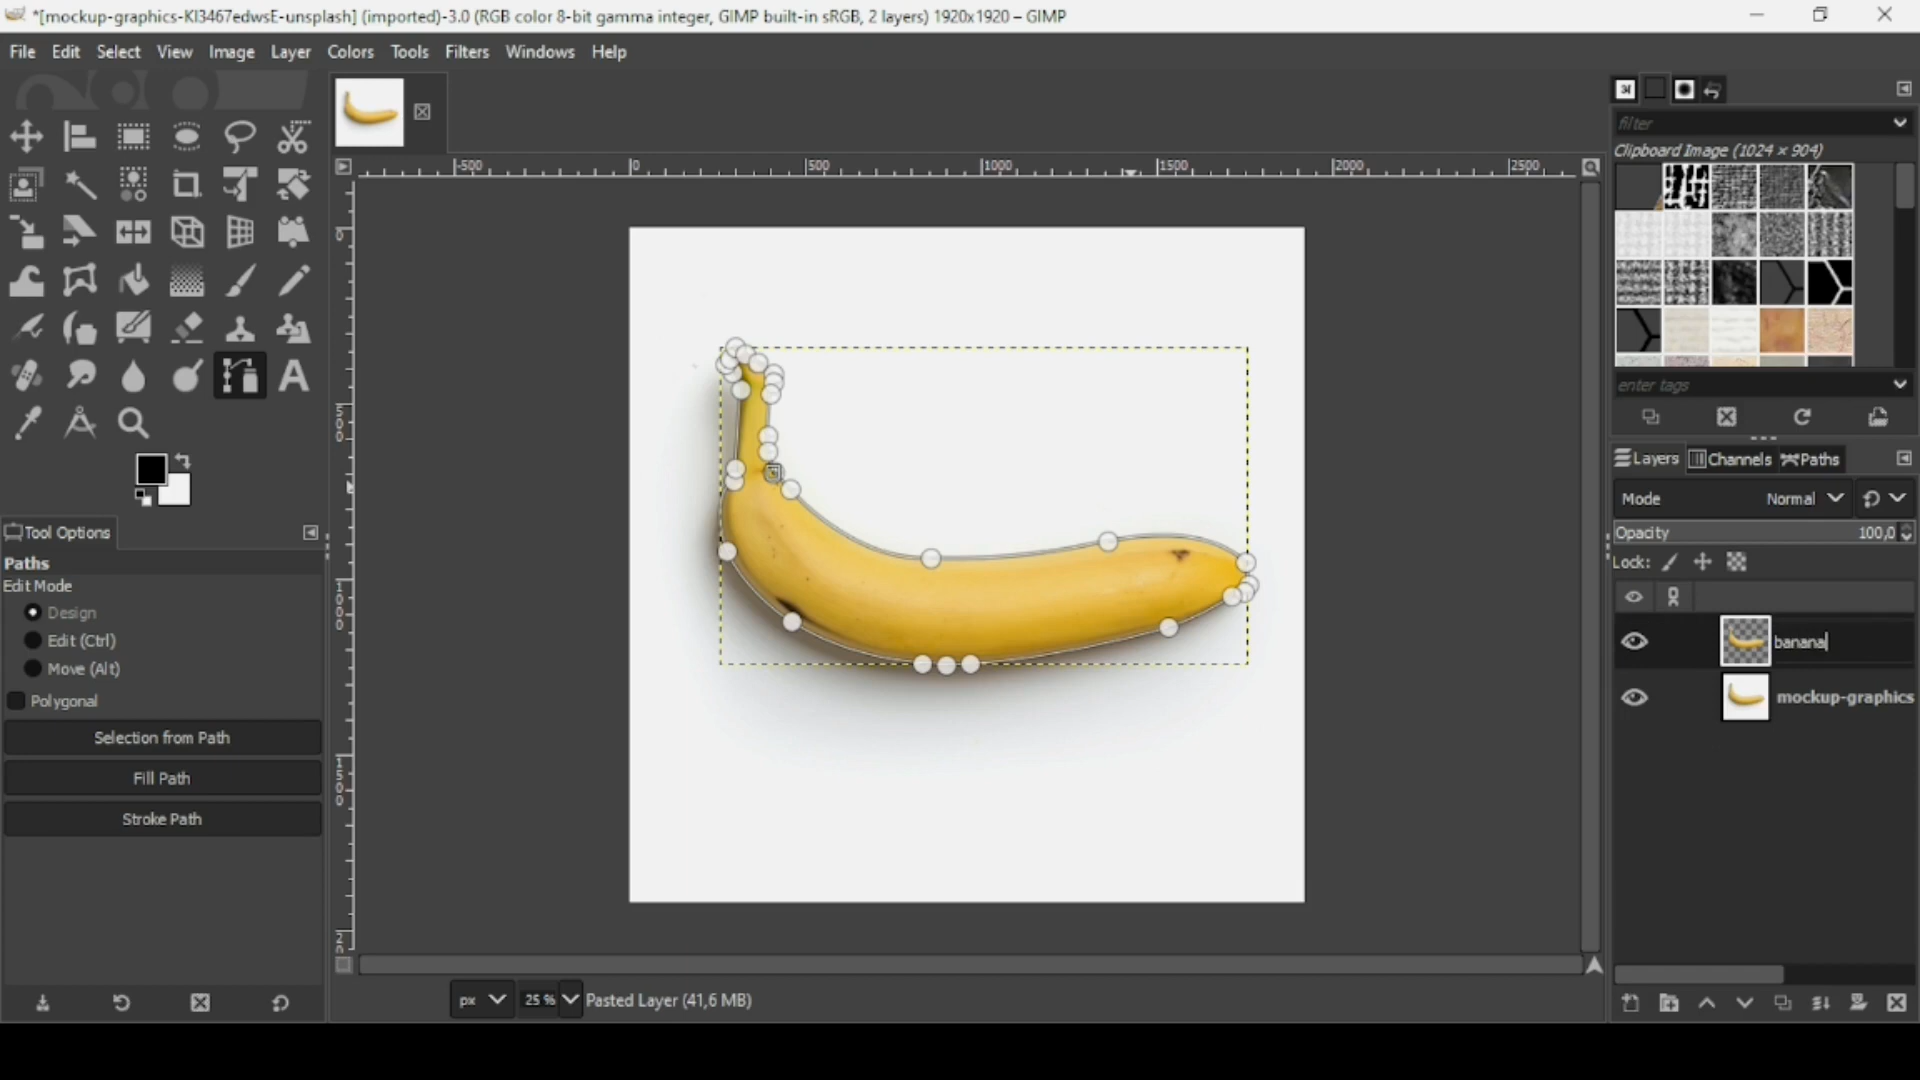 *[mockup-graphics-KI3467edwsE-unsplash] (imported)-3.0 (RGB color 8-bit gamma integer, GIMP built-in sRGB, 2 layers) 1920x1920 – GIMP
File Edit Select View Image Layer Colors Tools Filters Windows Help
filter
Clipboard Image (1024 × 904)
-500 0 500 1000 1500 2000 2500
0
500
1000
1500
enter tags
Layers Channels Paths
Mode Normal
Opacity 100,0
Lock:
banana
mockup-graphics
Tool Options
Paths
Edit Mode
Design
Edit (Ctrl)
Move (Alt)
Polygonal
Selection from Path
Fill Path
Stroke Path
px 25 % Pasted Layer (41,6 MB)